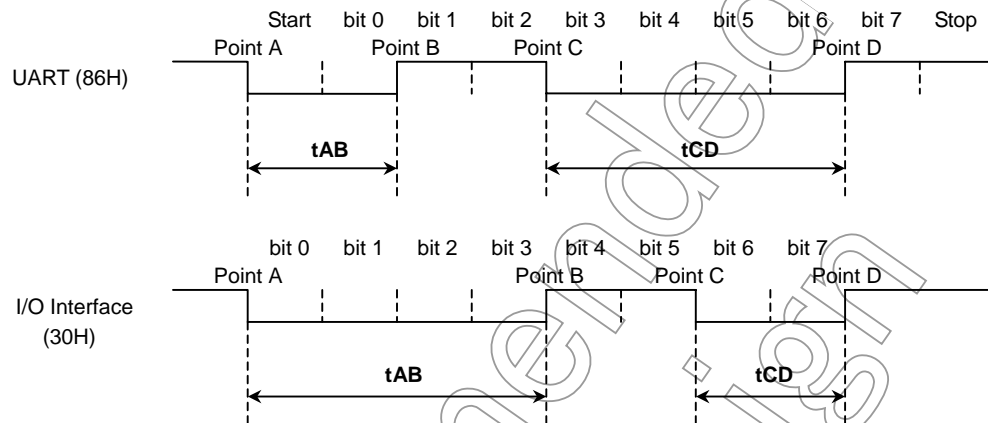 Start bit 0 bit 1 bit 2 bit 3 bit 4 bit 5 bit 6 bit 7 Stop
Point A Point B Point C Point D
UART (86H)
tAB tCD
bit 0 bit 1 bit 2 bit 3 bit 4 bit 5 bit 6 bit 7
Point A Point B Point C Point D
I/O Interface
(30H)
tAB tCD